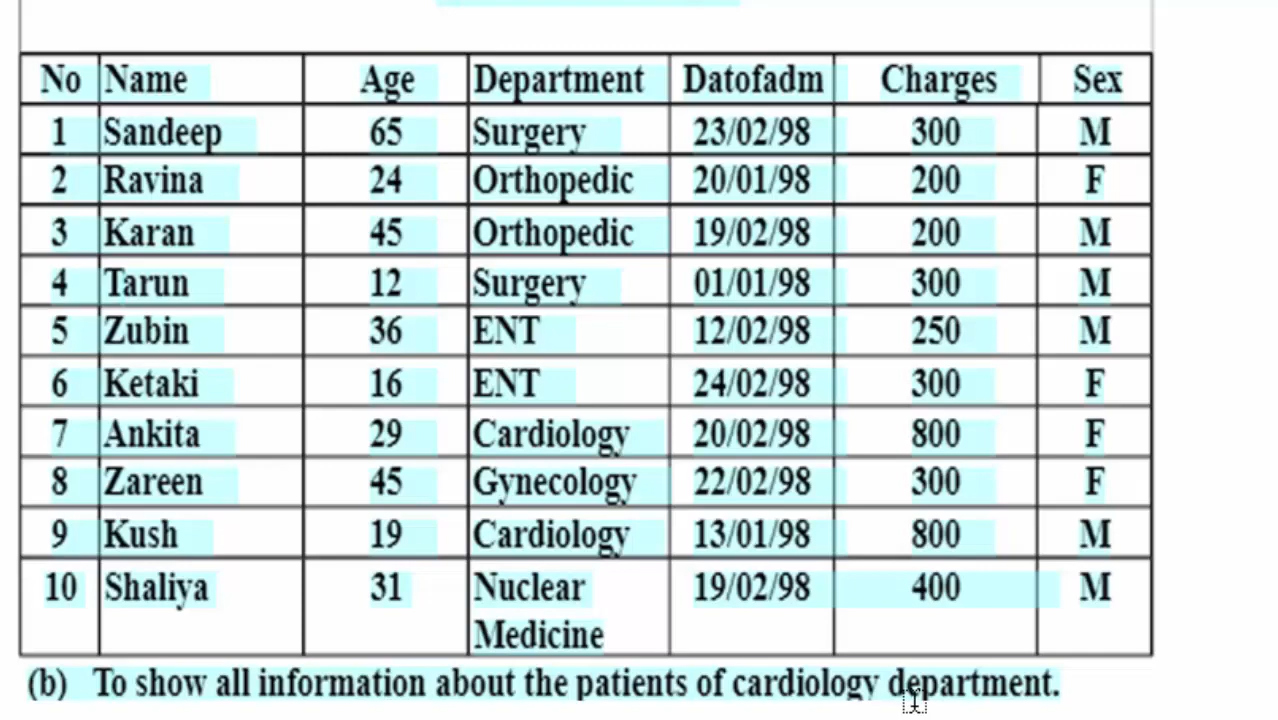 No Name Age Department Datofadm Charges Sex
1 Sandeep 65 Surgery 23/02/98 300 M
2 Ravina 24 Orthopedic 20/01/98 200 F
3 Karan 45 Orthopedic 19/02/98 200 M
4 Tarun 12 Surgery 01/01/98 300 M
5 Zubin 36 ENT 12/02/98 250 M
6 Ketaki 16 ENT 24/02/98 300 F
7 Ankita 29 Cardiology 20/02/98 800 F
8 Zareen 45 Gynecology 22/02/98 300 F
9 Kush 19 Cardiology 13/01/98 800 M
10 Shaliya 31 Nuclear 19/02/98 400 M
Medicine
(b) To show all information about the patients of cardiology department.